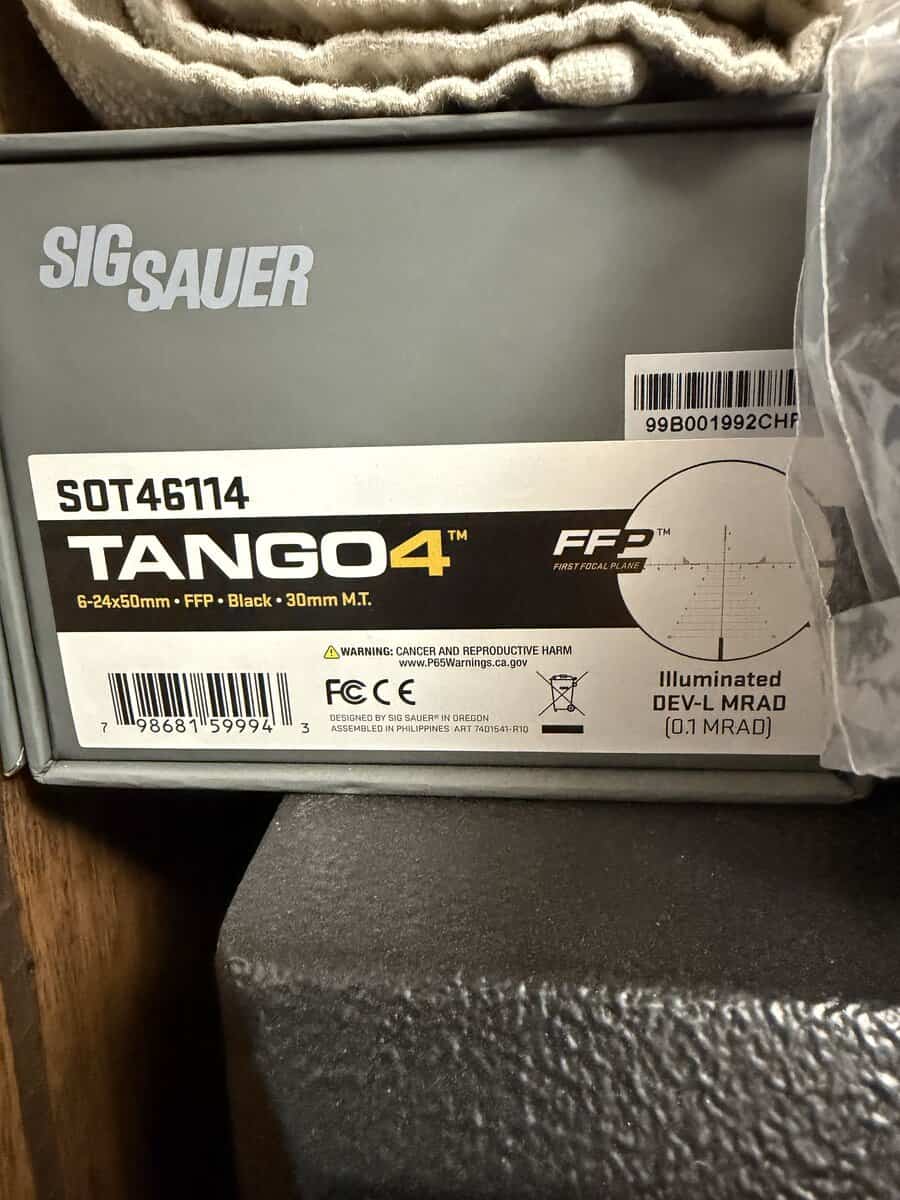 SIG SAUER
99B001992CH
SOT46114
TANGO4™
6-24x50mm • FFP • Black • 30mm M.T.
FFP™
FIRST FOCAL PLANE
WARNING: CANCER AND REPRODUCTIVE HARM
www.P65Warnings.ca.gov
FC CE
DESIGNED BY SIG SAUER® IN OREGON
ASSEMBLED IN PHILIPPINES ART 7401541-R10
7 98681 59994 3
Illuminated
DEV-L MRAD
(0.1 MRAD)